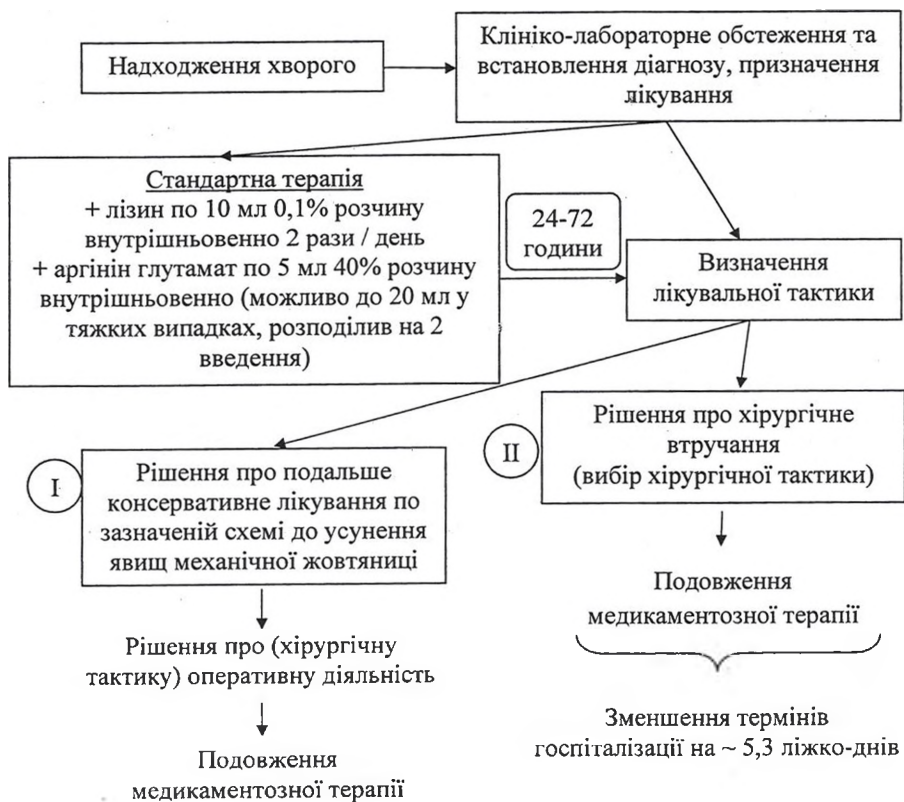 Надходження хворого
Клініко-лабораторне обстеження та
встановлення діагнозу, призначення
лікування
Стандартна терапія
+ лізин по 10 мл 0,1% розчину
внутрішньовенно 2 рази / день
+ аргінін глутамат по 5 мл 40% розчину
внутрішньовенно (можливо до 20 мл у
тяжких випадках, розподілив на 2
введення)
24-72
години
Визначення
лікувальної тактики
I
Рішення про подальше
консервативне лікування по
зазначеній схемі до усунення
явищ механічної жовтяниці
Рішення про (хірургічну
тактику) оперативну діяльність
Подовження
медикаментозної терапії
II
Рішення про хірургічне
втручання
(вибір хірургічної тактики)
Подовження
медикаментозної терапії
Зменшення термінів
госпіталізації на ~ 5,3 ліжко-днів